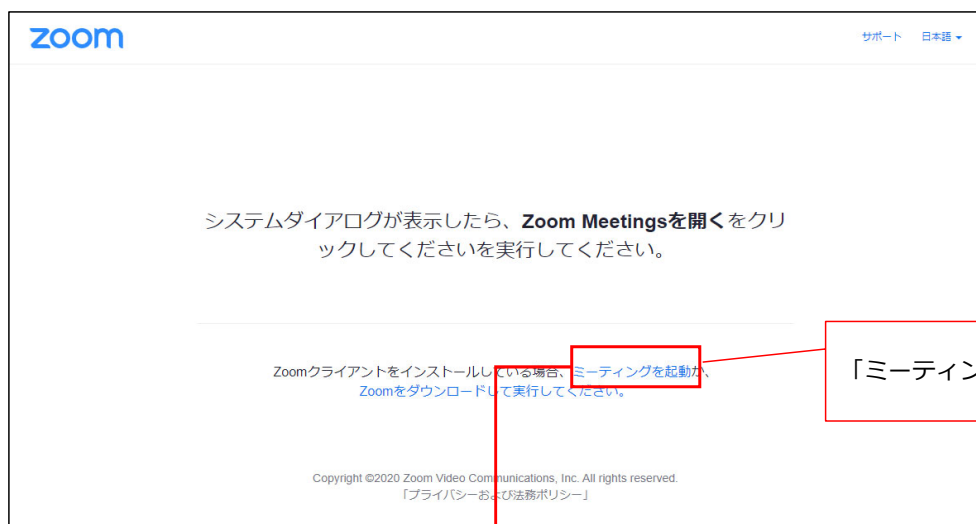 zoom
サポート 日本語
システムダイアログが表示したら、Zoom Meetingsを開くをクリ
ックしてくださいを実行してください。
Zoomクライアントをインストールしている場合、ミーティングを起動か、
Zoomをダウンロードして実行してください。
「ミーティン
Copyright ©2020 Zoom Video Communications, Inc. All rights reserved.
「プライバシーおよび法務ポリシー」